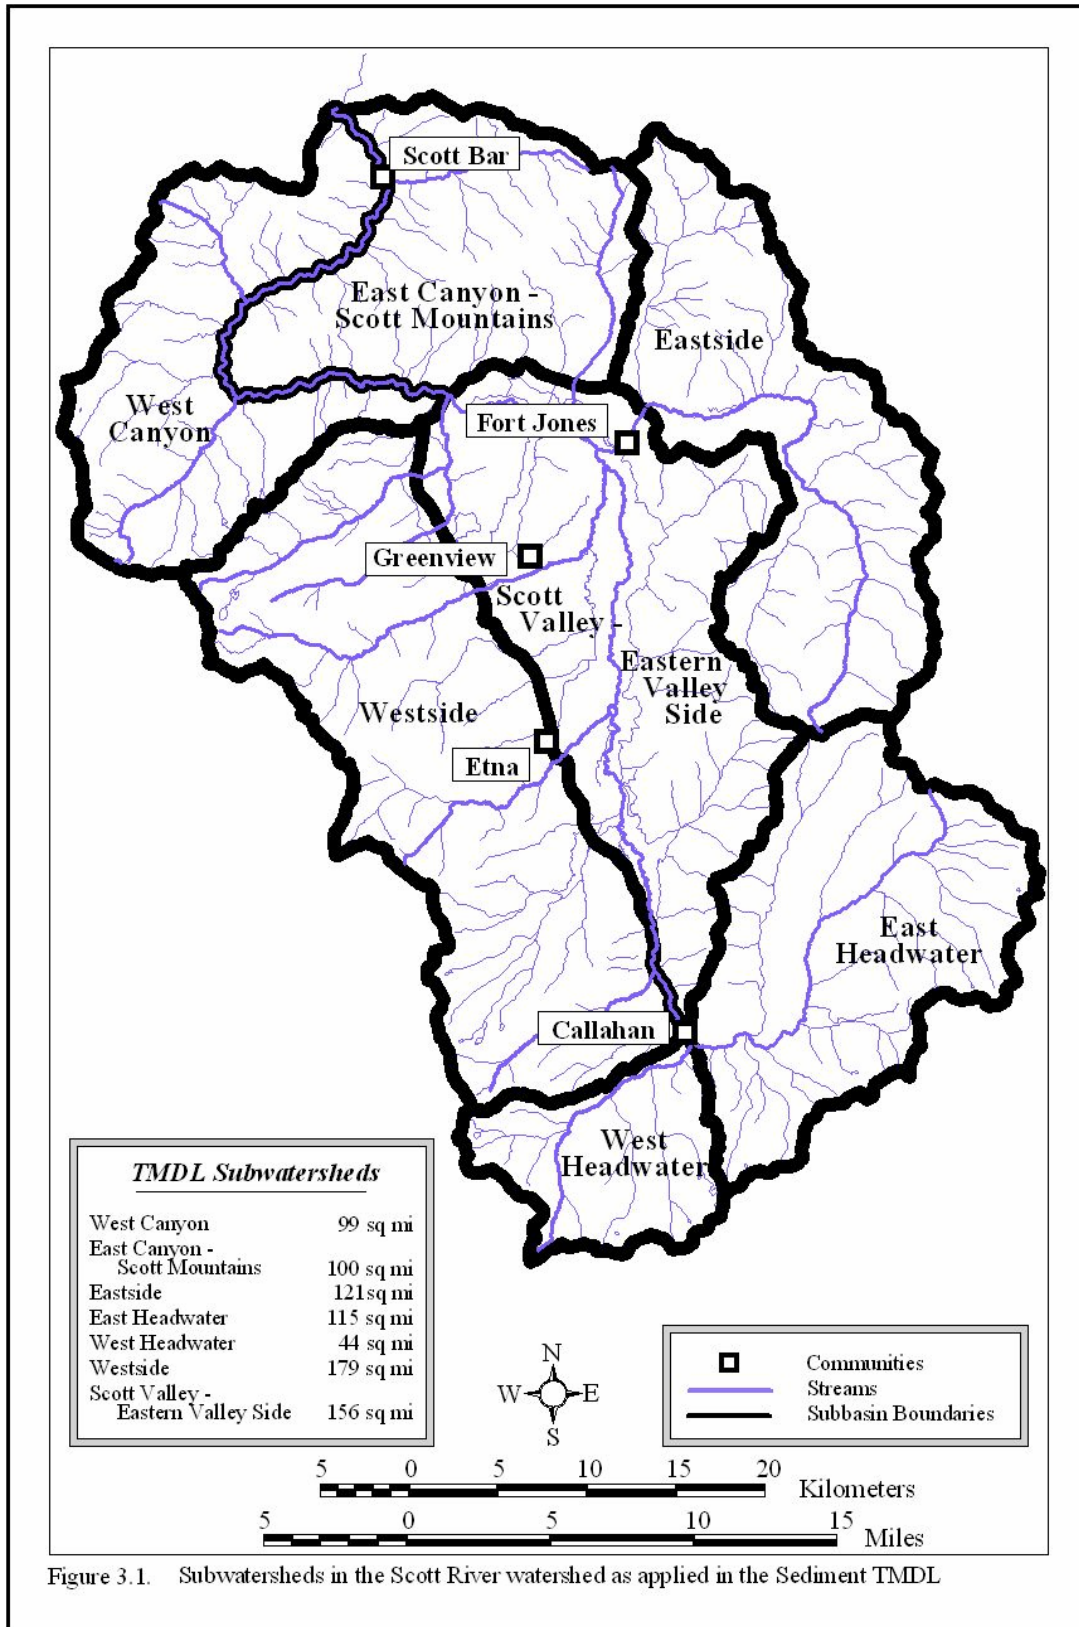 Scott Bar
East Canyon -
Scott Mountains
Eastside
West
Canyon
Fort Jones
Greenview
Scott
Valley -
Eastern
Valley
Side
Westside
Etna
East
Headwater
Callahan
West
Headwater
TMDL Subwatersheds
West Canyon 99 sq mi
East Canyon -
Scott Mountains 100 sq mi
Eastside 121 sq mi
East Headwater 115 sq mi
West Headwater 44 sq mi
Westside 179 sq mi
Scott Valley -
Eastern Valley Side 156 sq mi
N
W E
S
Communities
Streams
Subbasin Boundaries
5 0 5 10 15 20
Kilometers
5 0 5 10 15
Miles
Figure 3.1. Subwatersheds in the Scott River watershed as applied in the Sediment TMDL